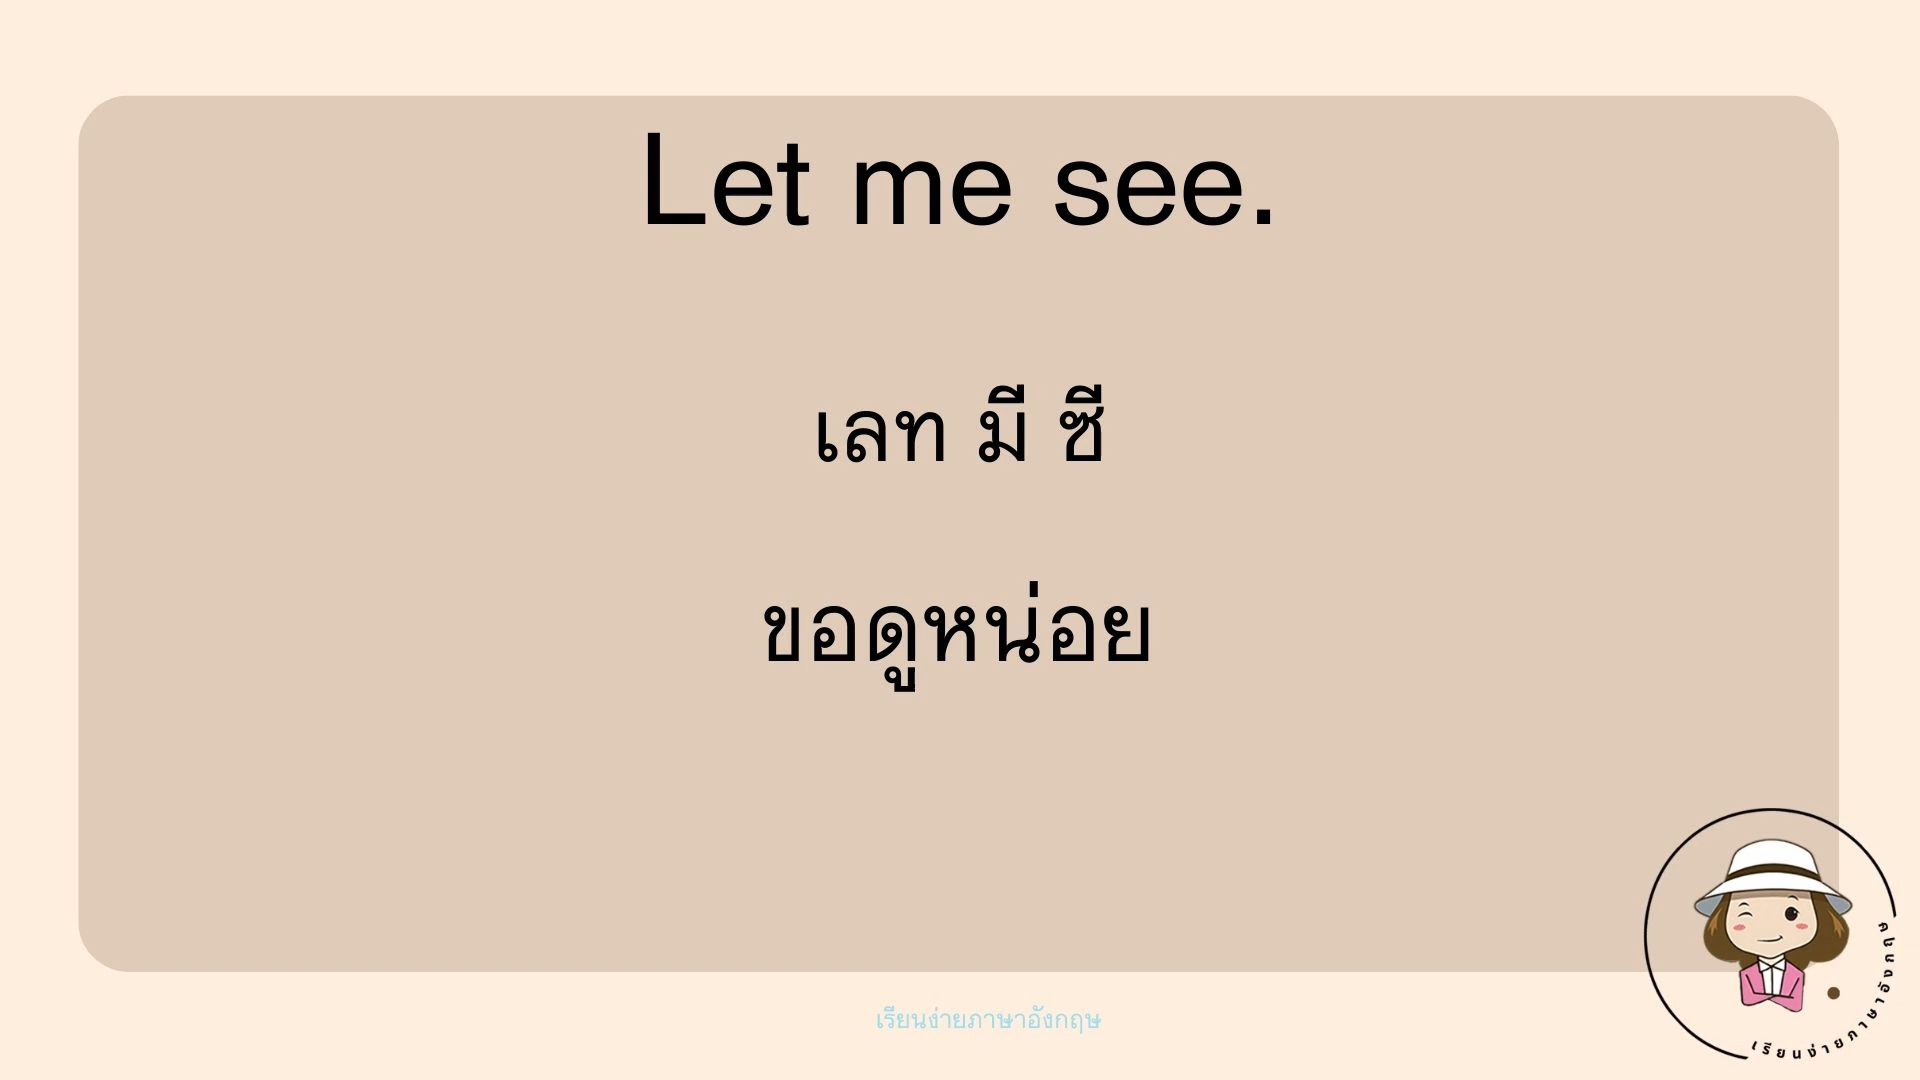 Let me see.
เลท มี ซี
ขอดูหน่อย
เรียนง่ายภาษาอังกฤษ
เรียนง่ายภาษาอังกฤษ